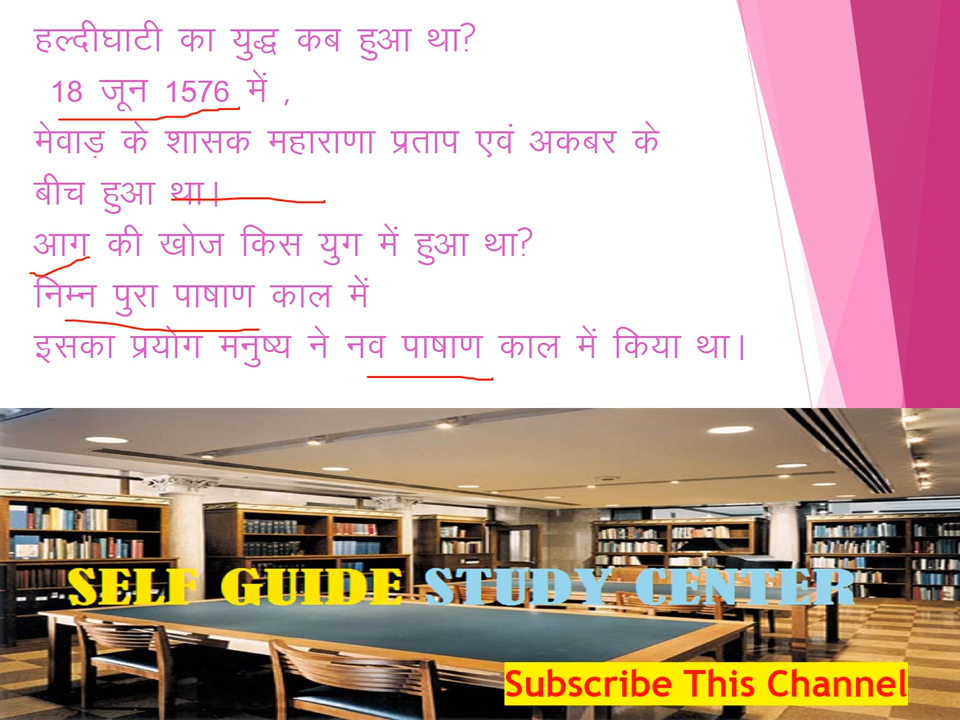 हल्दीघाटी का युद्ध कब हुआ था?
18 जून 1576 में ,
मेवाड़ के शासक महाराणा प्रताप एवं अकबर के
बीच हुआ था।
आग की खोज किस युग में हुआ था?
निम्न पुरा पाषाण काल में
इसका प्रयोग मनुष्य ने नव पाषाण काल में किया था।
SELF GUIDE STUDY CENTER
Subscribe This Channel